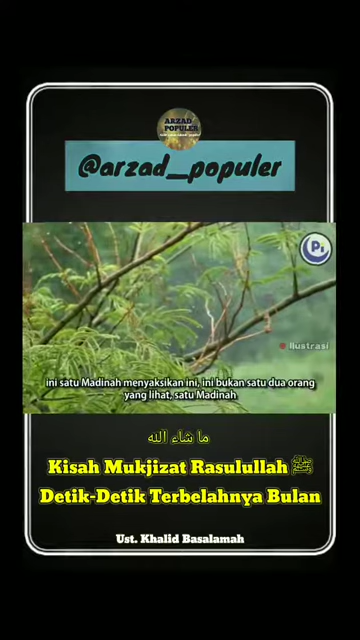 ARZAD
POPULER
@arzad_populer
Ilustrasi
ini satu Madinah menyaksikan ini, ini bukan satu dua orang
yang lihat, satu Madinah
ما شاء الله
Kisah Mukjizat Rasulullah ﷺ
Detik-Detik Terbelahnya Bulan
Ust. Khalid Basalamah